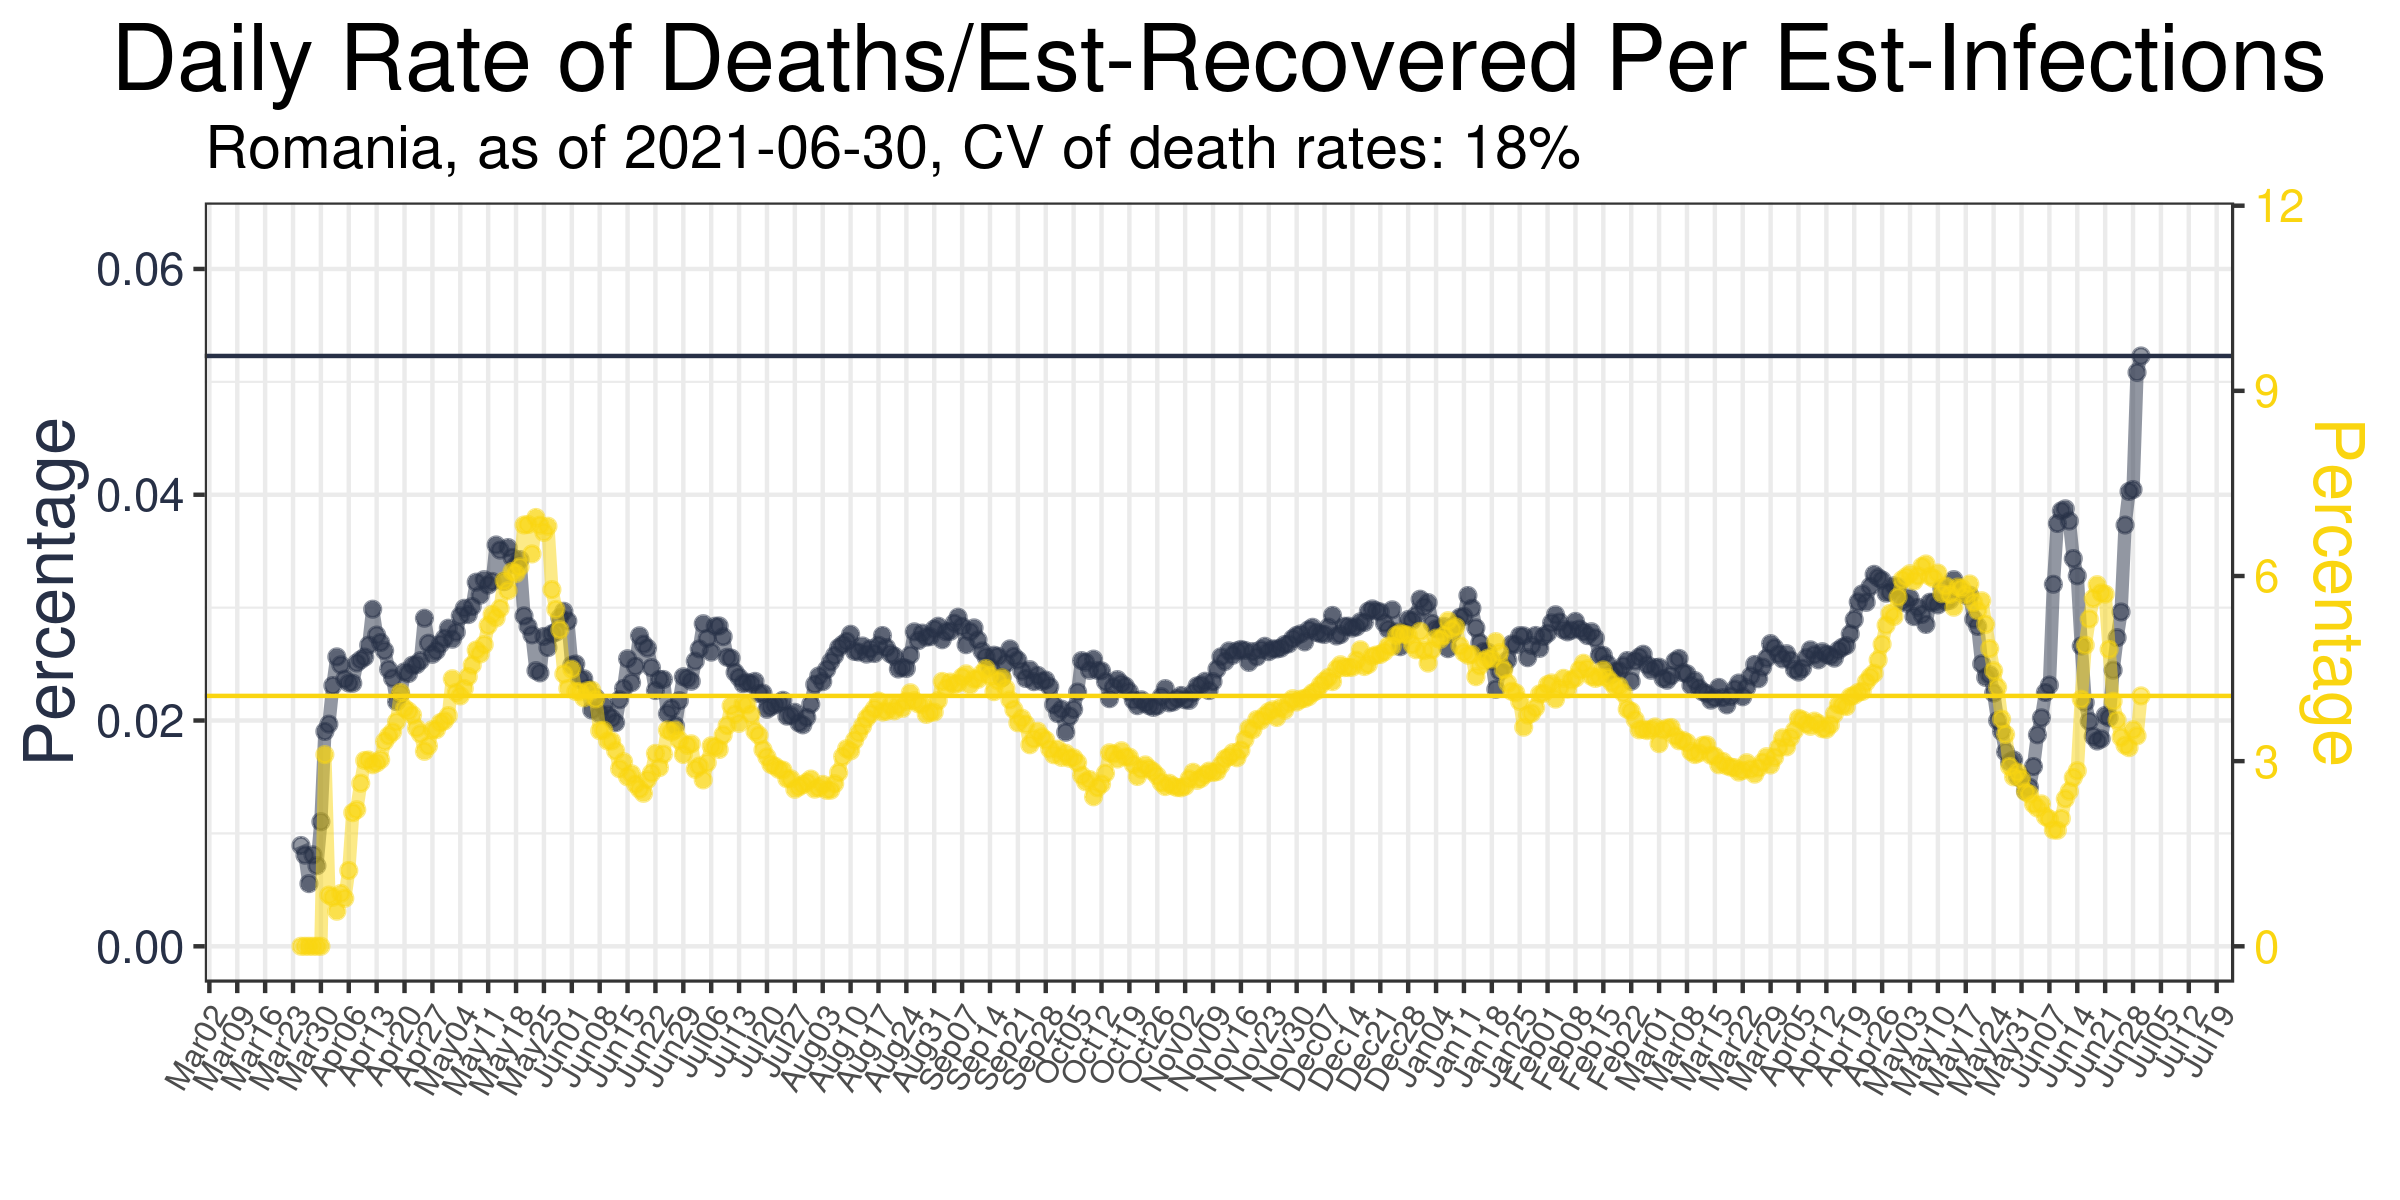 Daily Rate of Deaths/Est-Recovered Per Est-Infections
Romania, as of 2021-06-30, CV of death rates: 18%
Percentage
0.06
0.04
0.02
0.00
12
9
6
3
0
Percentage
Mar02
Mar09
Mar16
Mar23
Mar30
Apr06
Apr13
Apr20
Apr27
May04
May11
May18
May25
Jun01
Jun08
Jun15
Jun22
Jun29
Jul06
Jul13
Jul20
Jul27
Aug03
Aug10
Aug17
Aug24
Aug31
Sep07
Sep14
Sep21
Sep28
Oct05
Oct12
Oct19
Oct26
Nov02
Nov09
Nov16
Nov23
Nov30
Dec07
Dec14
Dec21
Dec28
Jan04
Jan11
Jan18
Jan25
Feb01
Feb08
Feb15
Feb22
Mar01
Mar08
Mar15
Mar22
Mar29
Apr05
Apr12
Apr19
Apr26
May03
May10
May17
May24
May31
Jun07
Jun14
Jun21
Jun28
Jul05
Jul12
Jul19